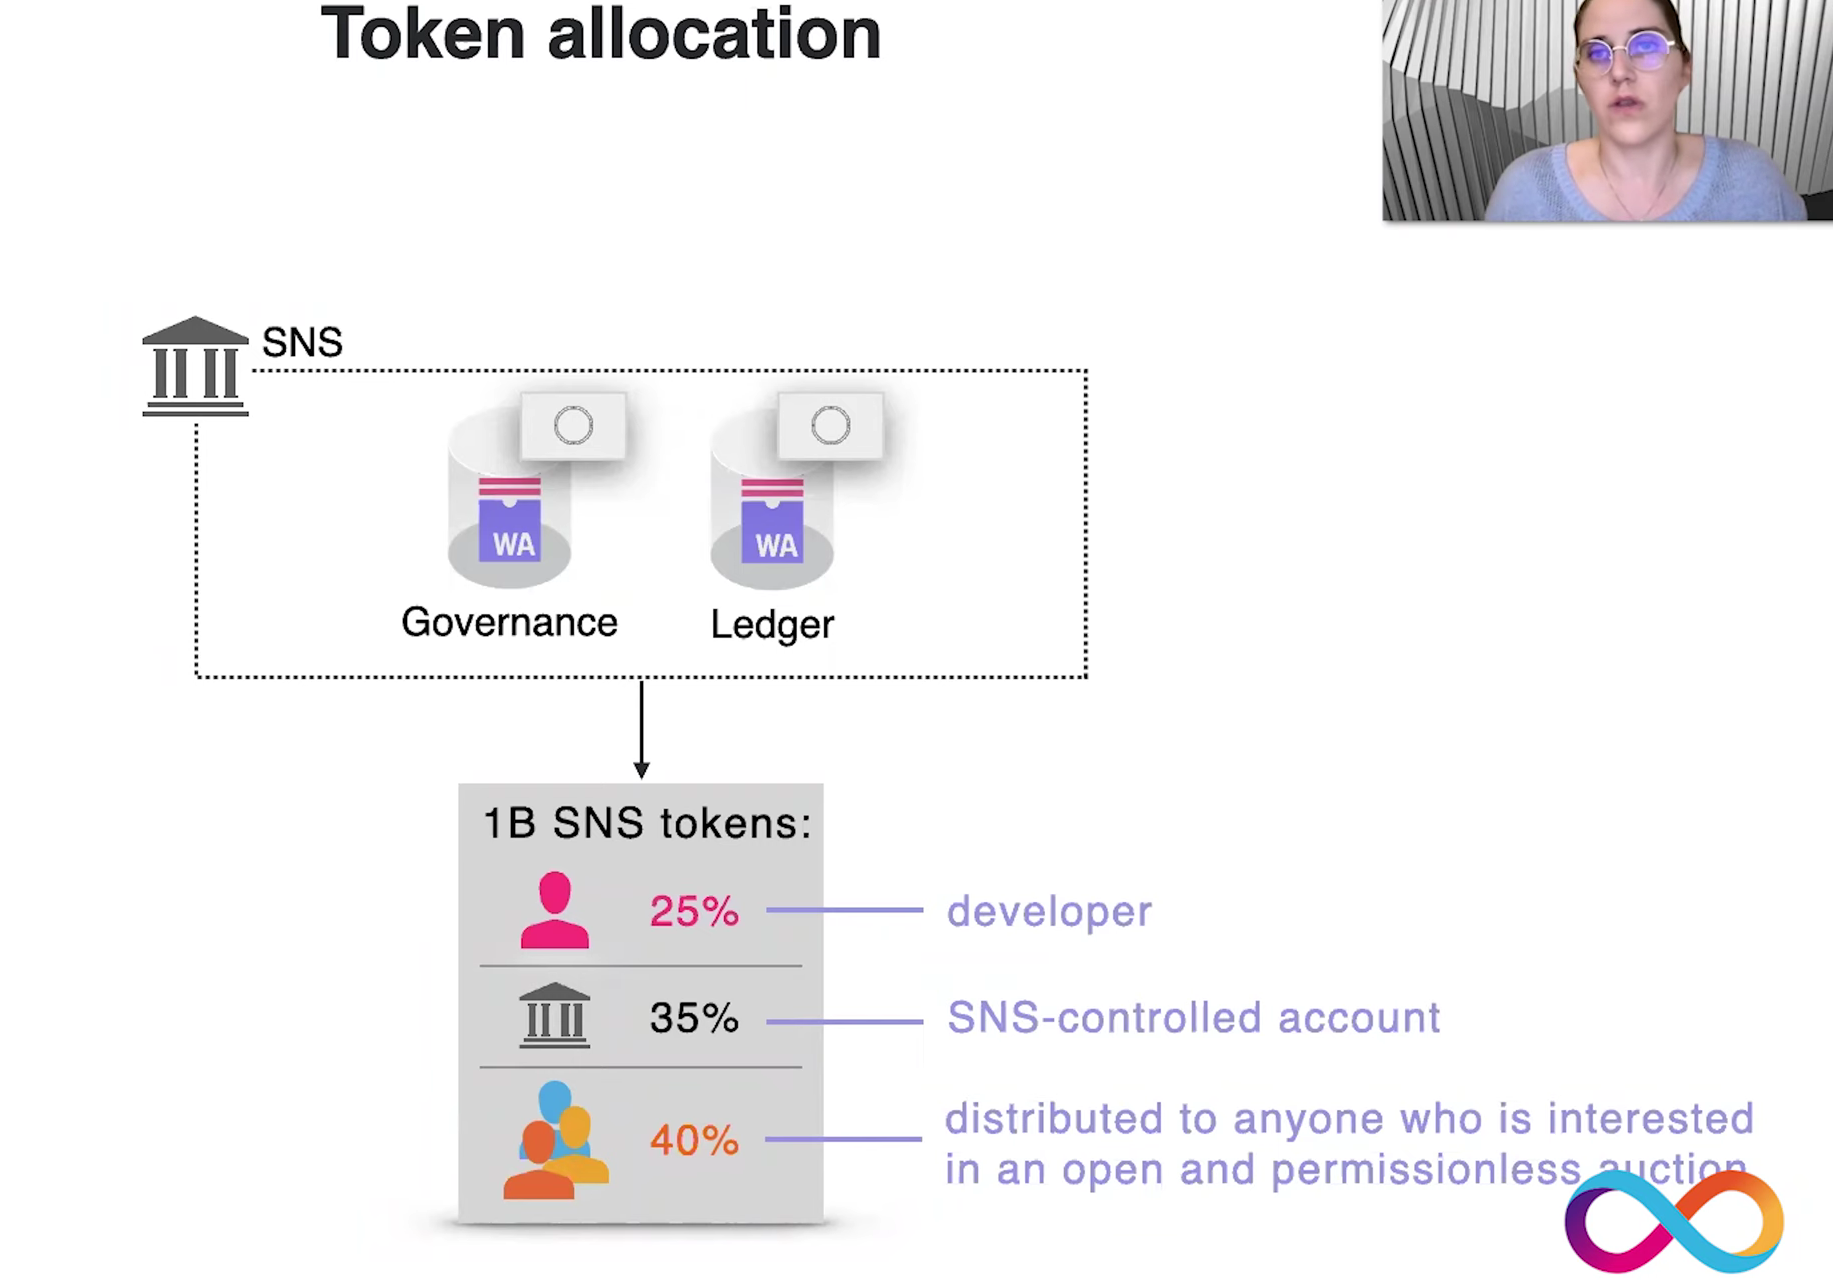 Token allocation
SNS
WA
WA
Governance
Ledger
1B SNS tokens:
25%
developer
35%
SNS-controlled account
40%
distributed to anyone who is interested
in an open and permissionless auction